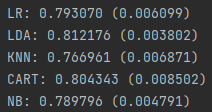 LR: 0.793070 (0.006099)
LDA: 0.812176 (0.003802)
KNN: 0.766961 (0.006871)
CART: 0.804343 (0.008502)
NB: 0.789796 (0.004791)